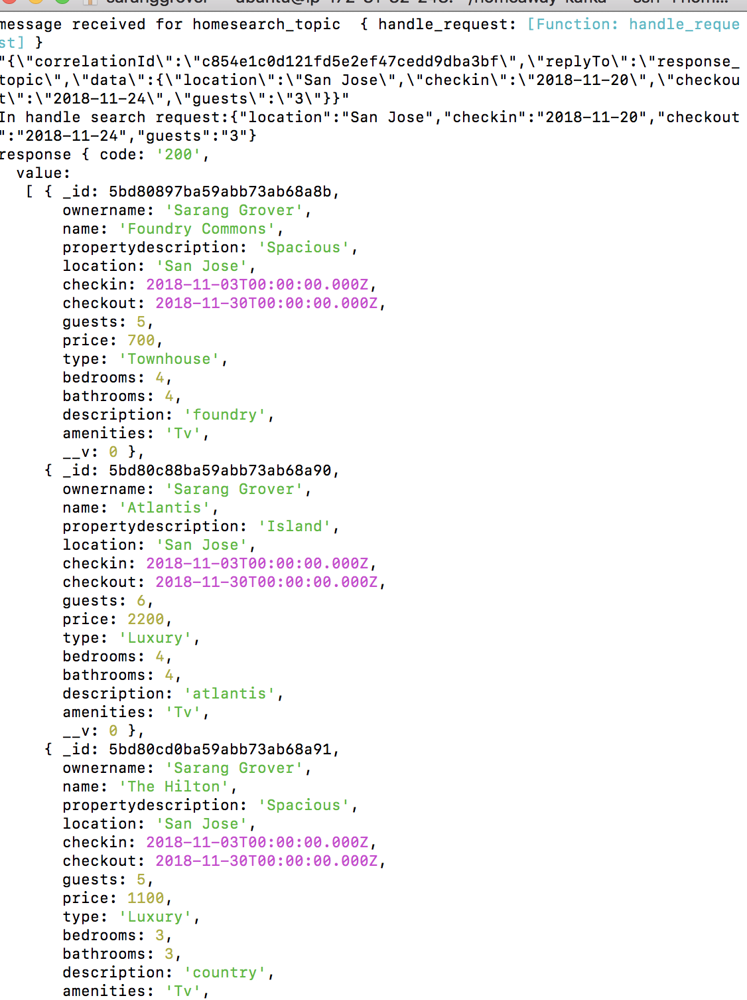 message received for homesearch_topic  { handle_request: [Function: handle_reque
st] }
"{\"correlationId\":\"c854e1c0d121fd5e2ef47cedd9dba3bf\",\"replyTo\":\"response_
topic\",\"data\":{\"location\":\"San Jose\",\"checkin\":\"2018-11-20\",\"checkou
t\":\"2018-11-24\",\"guests\":\"3\"}}"
In handle search request:{"location":"San Jose","checkin":"2018-11-20","checkout
":"2018-11-24","guests":"3"}
response { code: '200',
  value:
   [ { _id: 5bd80897ba59abb73ab68a8b,
       ownername: 'Sarang Grover',
       name: 'Foundry Commons',
       propertydescription: 'Spacious',
       location: 'San Jose',
       checkin: 2018-11-03T00:00:00.000Z,
       checkout: 2018-11-30T00:00:00.000Z,
       guests: 5,
       price: 700,
       type: 'Townhouse',
       bedrooms: 4,
       bathrooms: 4,
       description: 'foundry',
       amenities: 'Tv',
       __v: 0 },
     { _id: 5bd80c88ba59abb73ab68a90,
       ownername: 'Sarang Grover',
       name: 'Atlantis',
       propertydescription: 'Island',
       location: 'San Jose',
       checkin: 2018-11-03T00:00:00.000Z,
       checkout: 2018-11-30T00:00:00.000Z,
       guests: 6,
       price: 2200,
       type: 'Luxury',
       bedrooms: 4,
       bathrooms: 4,
       description: 'atlantis',
       amenities: 'Tv',
       __v: 0 },
     { _id: 5bd80cd0ba59abb73ab68a91,
       ownername: 'Sarang Grover',
       name: 'The Hilton',
       propertydescription: 'Spacious',
       location: 'San Jose',
       checkin: 2018-11-03T00:00:00.000Z,
       checkout: 2018-11-30T00:00:00.000Z,
       guests: 5,
       price: 1100,
       type: 'Luxury',
       bedrooms: 3,
       bathrooms: 3,
       description: 'country',
       amenities: 'Tv',